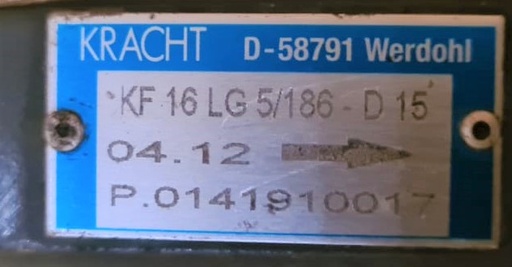 KRACHT D-58791 Werdohl
KF 16 LG 5/186 - D 15
04.12
P.0141910017